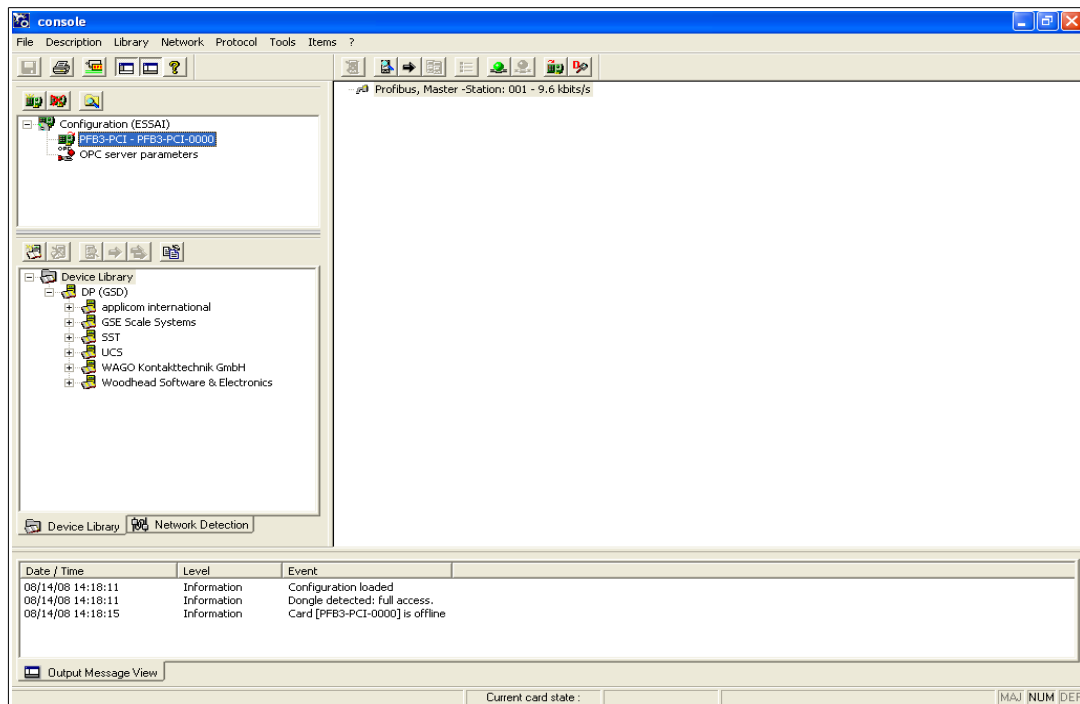 console
File Description Library Network Protocol Tools Items ?
Profibus, Master -Station: 001 - 9.6 kbits/s
Configuration (ESSAI)
PFB3-PCI - PFB3-PCI-0000
OPC server parameters
Device Library
DP (GSD)
applicom international
GSE Scale Systems
SST
UCS
WAGO Kontakttechnik GmbH
Woodhead Software & Electronics
Device Library Network Detection
Date / Time Level Event
08/14/08 14:18:11 Information Configuration loaded
08/14/08 14:18:11 Information Dongle detected: full access.
08/14/08 14:18:15 Information Card [PFB3-PCI-0000] is offline
Output Message View
Current card state : MAJ NUM DEF